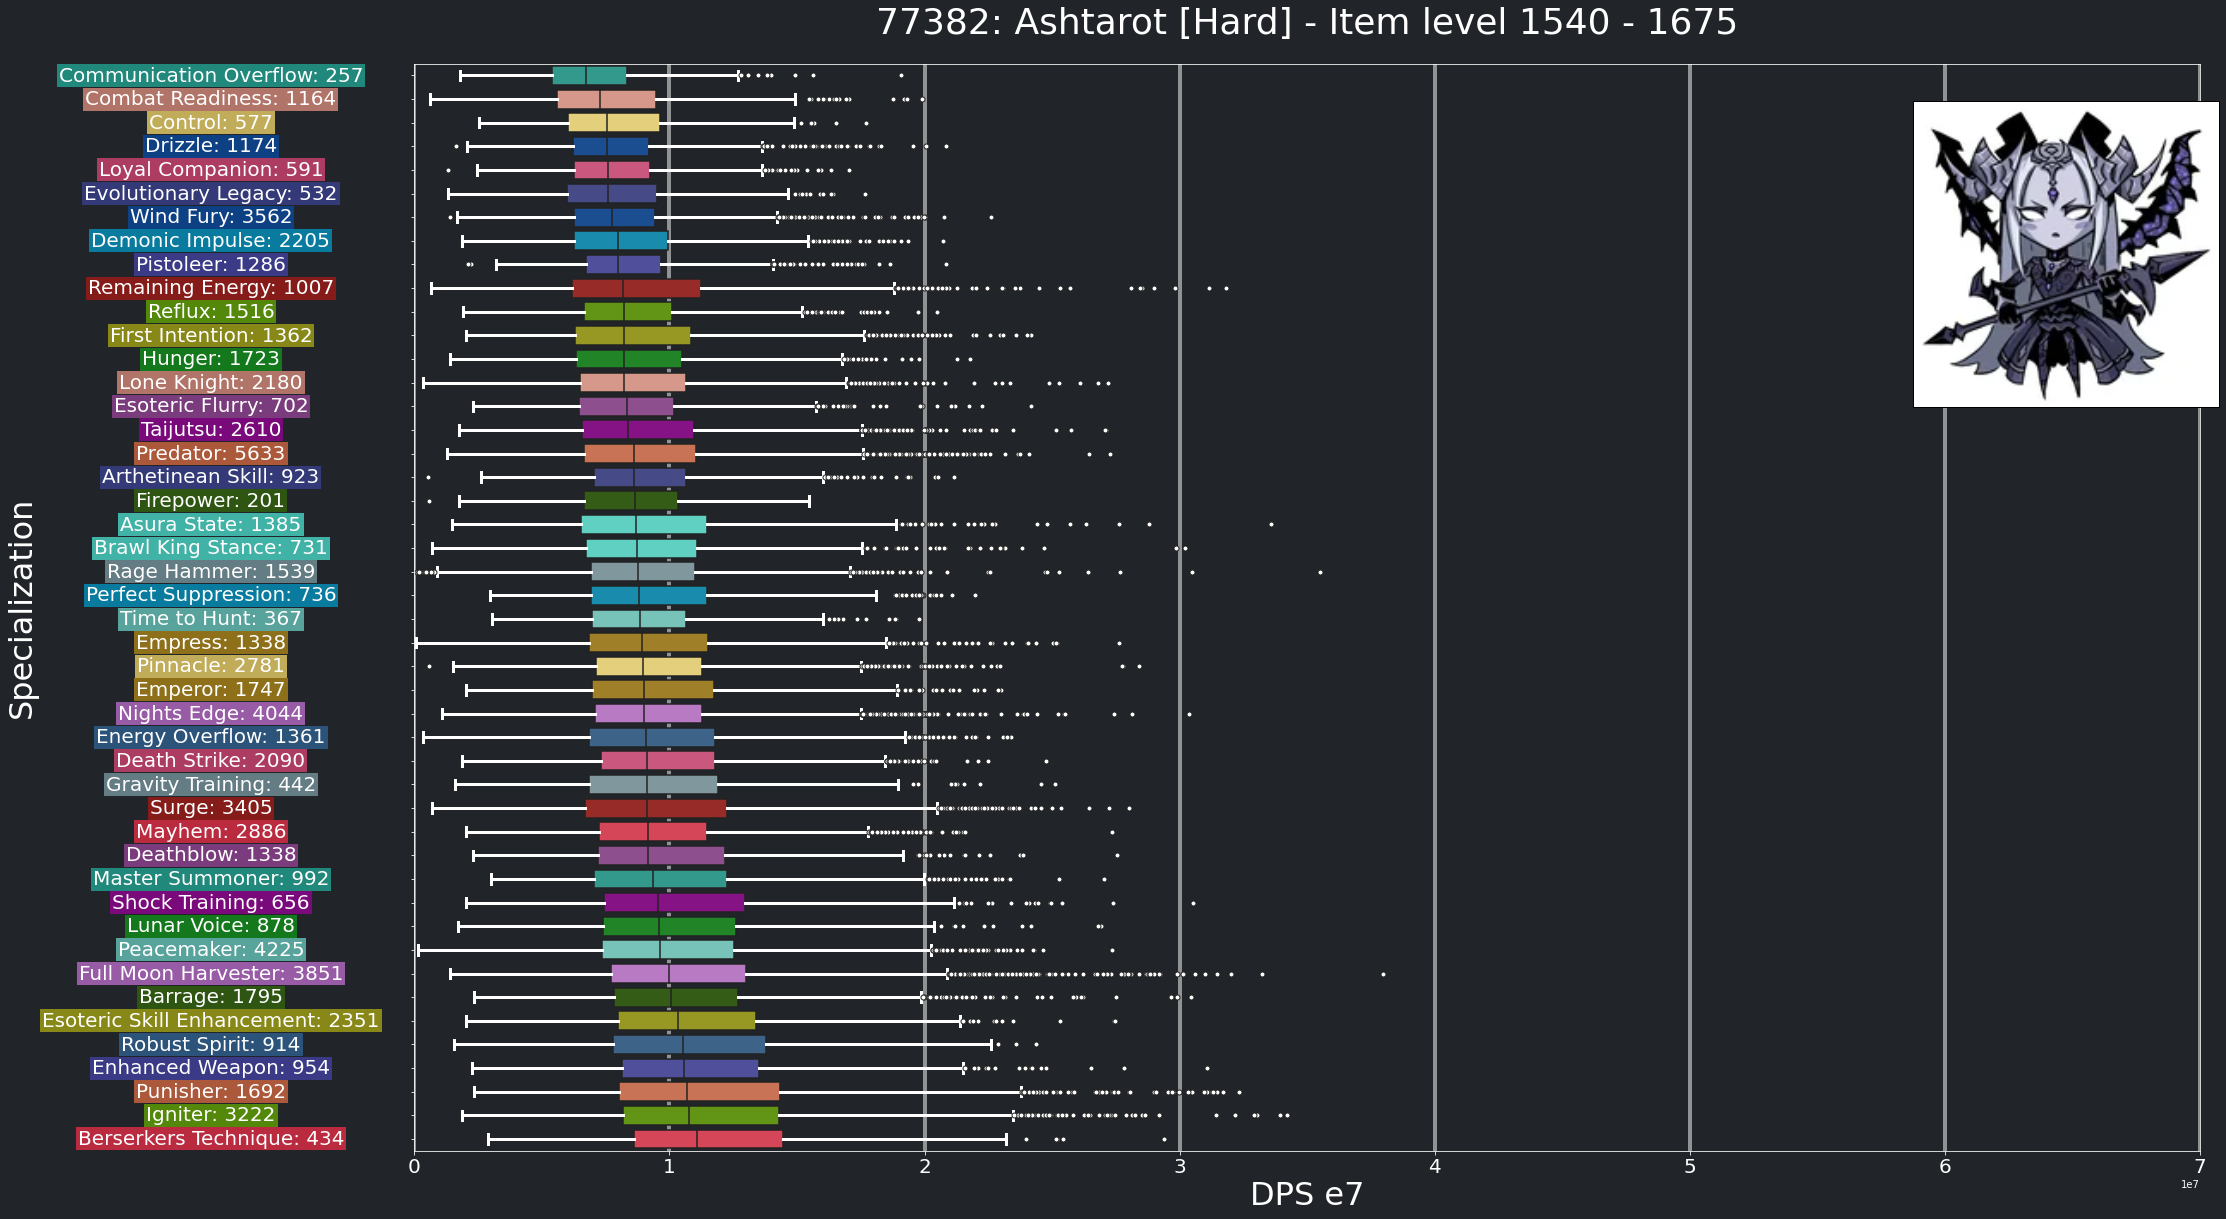 77382: Ashtarot [Hard] - Item level 1540 - 1675
Communication Overflow: 257
Combat Readiness: 1164
Control: 577
Drizzle: 1174
Loyal Companion: 591
Evolutionary Legacy: 532
Wind Fury: 3562
Demonic Impulse: 2205
Pistoleer: 1286
Remaining Energy: 1007
Reflux: 1516
First Intention: 1362
Hunger: 1723
Lone Knight: 2180
Esoteric Flurry: 702
Taijutsu: 2610
Predator: 5633
Arthetinean Skill: 923
Firepower: 201
Asura State: 1385
Brawl King Stance: 731
Rage Hammer: 1539
Perfect Suppression: 736
Time to Hunt: 367
Empress: 1338
Pinnacle: 2781
Emperor: 1747
Nights Edge: 4044
Energy Overflow: 1361
Death Strike: 2090
Gravity Training: 442
Surge: 3405
Mayhem: 2886
Deathblow: 1338
Master Summoner: 992
Shock Training: 656
Lunar Voice: 878
Peacemaker: 4225
Full Moon Harvester: 3851
Barrage: 1795
Esoteric Skill Enhancement: 2351
Robust Spirit: 914
Enhanced Weapon: 954
Punisher: 1692
Igniter: 3222
Berserkers Technique: 434
Specialization
0 1 2 3 4 5 6 7
1e7
DPS e7